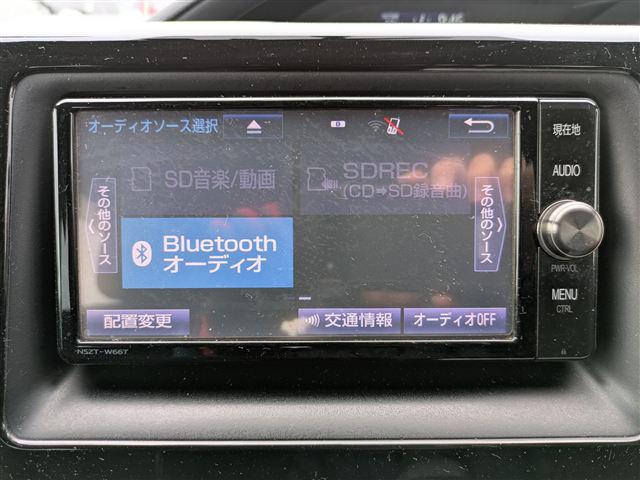 オーディオソース選択
現在地
SD音楽/動画
SDREC
(CD➡SD録音曲)
AUDIO
その他のソース
その他のソース
Bluetooth
オーディオ
PWR-VOL
MENU
CTRL
配置変更
交通情報
オーディオOFF
NSZT-W66T